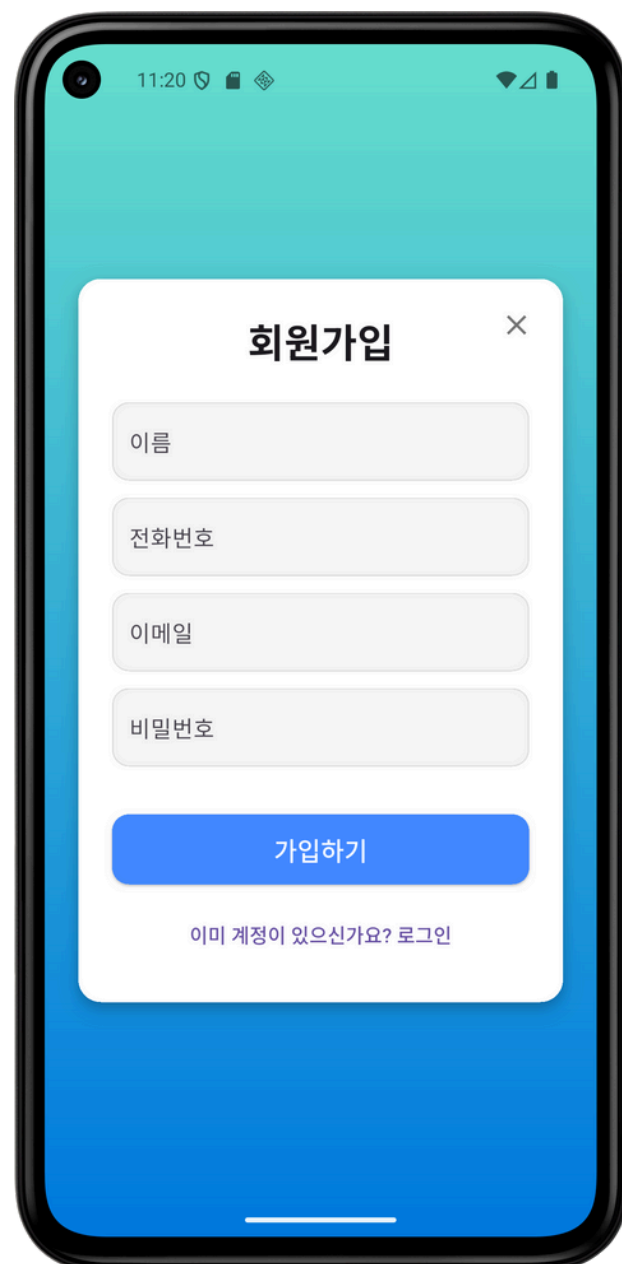 11:20
회원가입
이름
전화번호
이메일
비밀번호
가입하기
이미 계정이 있으신가요? 로그인